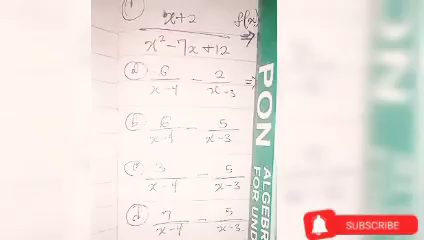 ①
x+2 f(x)
x²-7x+12 ⇒
ⓐ 6/x-4 - 2/x-3 ⇒
ⓑ 6/x-4 - 5/x-3
ⓒ 3/x-4 - 5/x-3
ⓓ 7/x-4 - 5/x-3
PON
ALGEBR
FOR UND
SUBSCRIBE